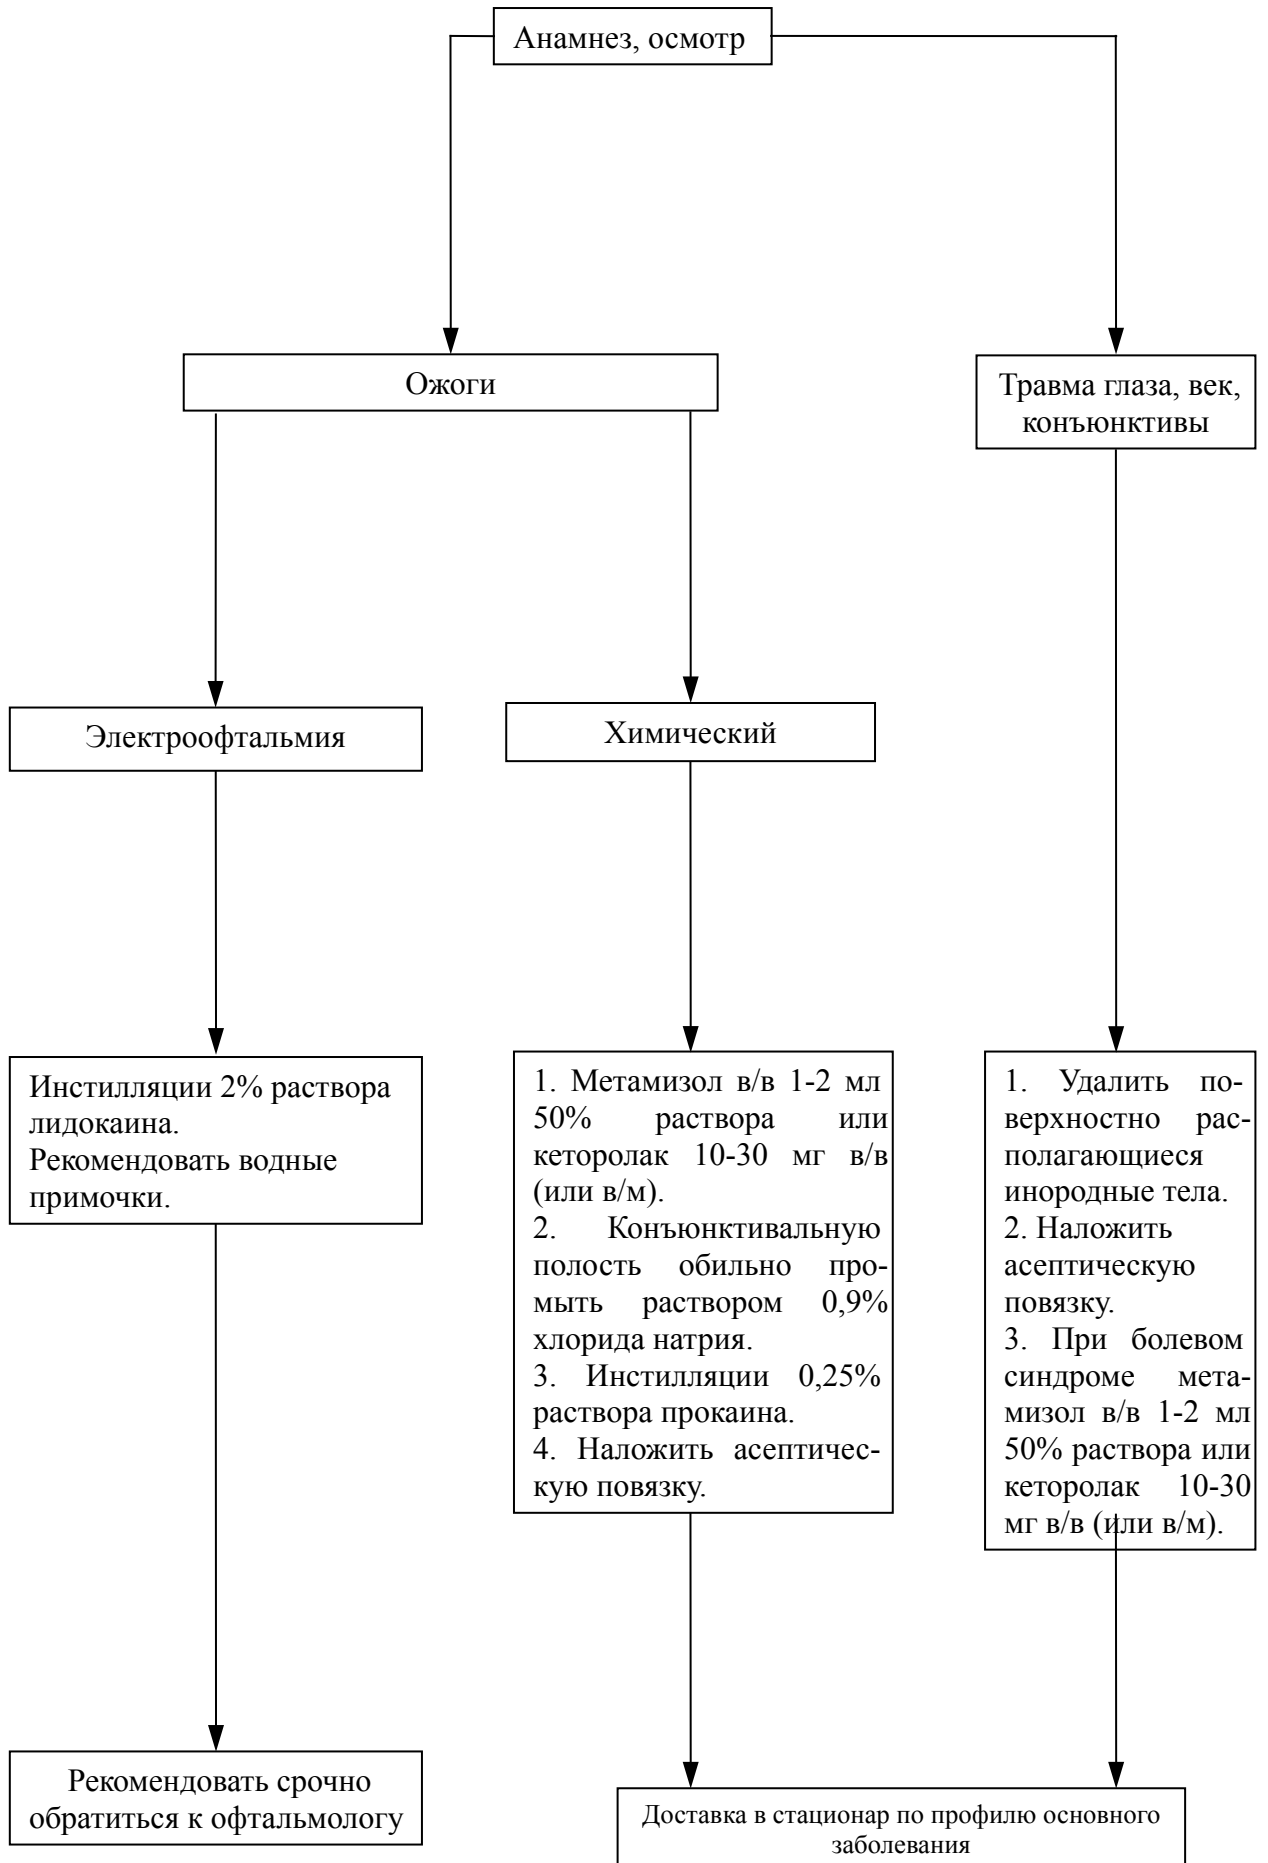 Анамнез, осмотр
Ожоги
Травма глаза, век,
конъюнктивы
Электроофтальмия
Химический
Инстилляции 2% раствора
лидокаина.
Рекомендовать водные
примочки.
1. Метамизол в/в 1-2 мл
50% раствора или
кеторолак 10-30 мг в/в
(или в/м).
2. Конъюнктивальную
полость обильно про-
мыть раствором 0,9%
хлорида натрия.
3. Инстилляции 0,25%
раствора прокаина.
4. Наложить асептичес-
кую повязку.
1. Удалить по-
верхностно рас-
полагающиеся
инородные тела.
2. Наложить
асептическую
повязку.
3. При болевом
синдроме мета-
мизол в/в 1-2 мл
50% раствора или
кеторолак 10-30
мг в/в (или в/м).
Рекомендовать срочно
обратиться к офтальмологу
Доставка в стационар по профилю основного
заболевания